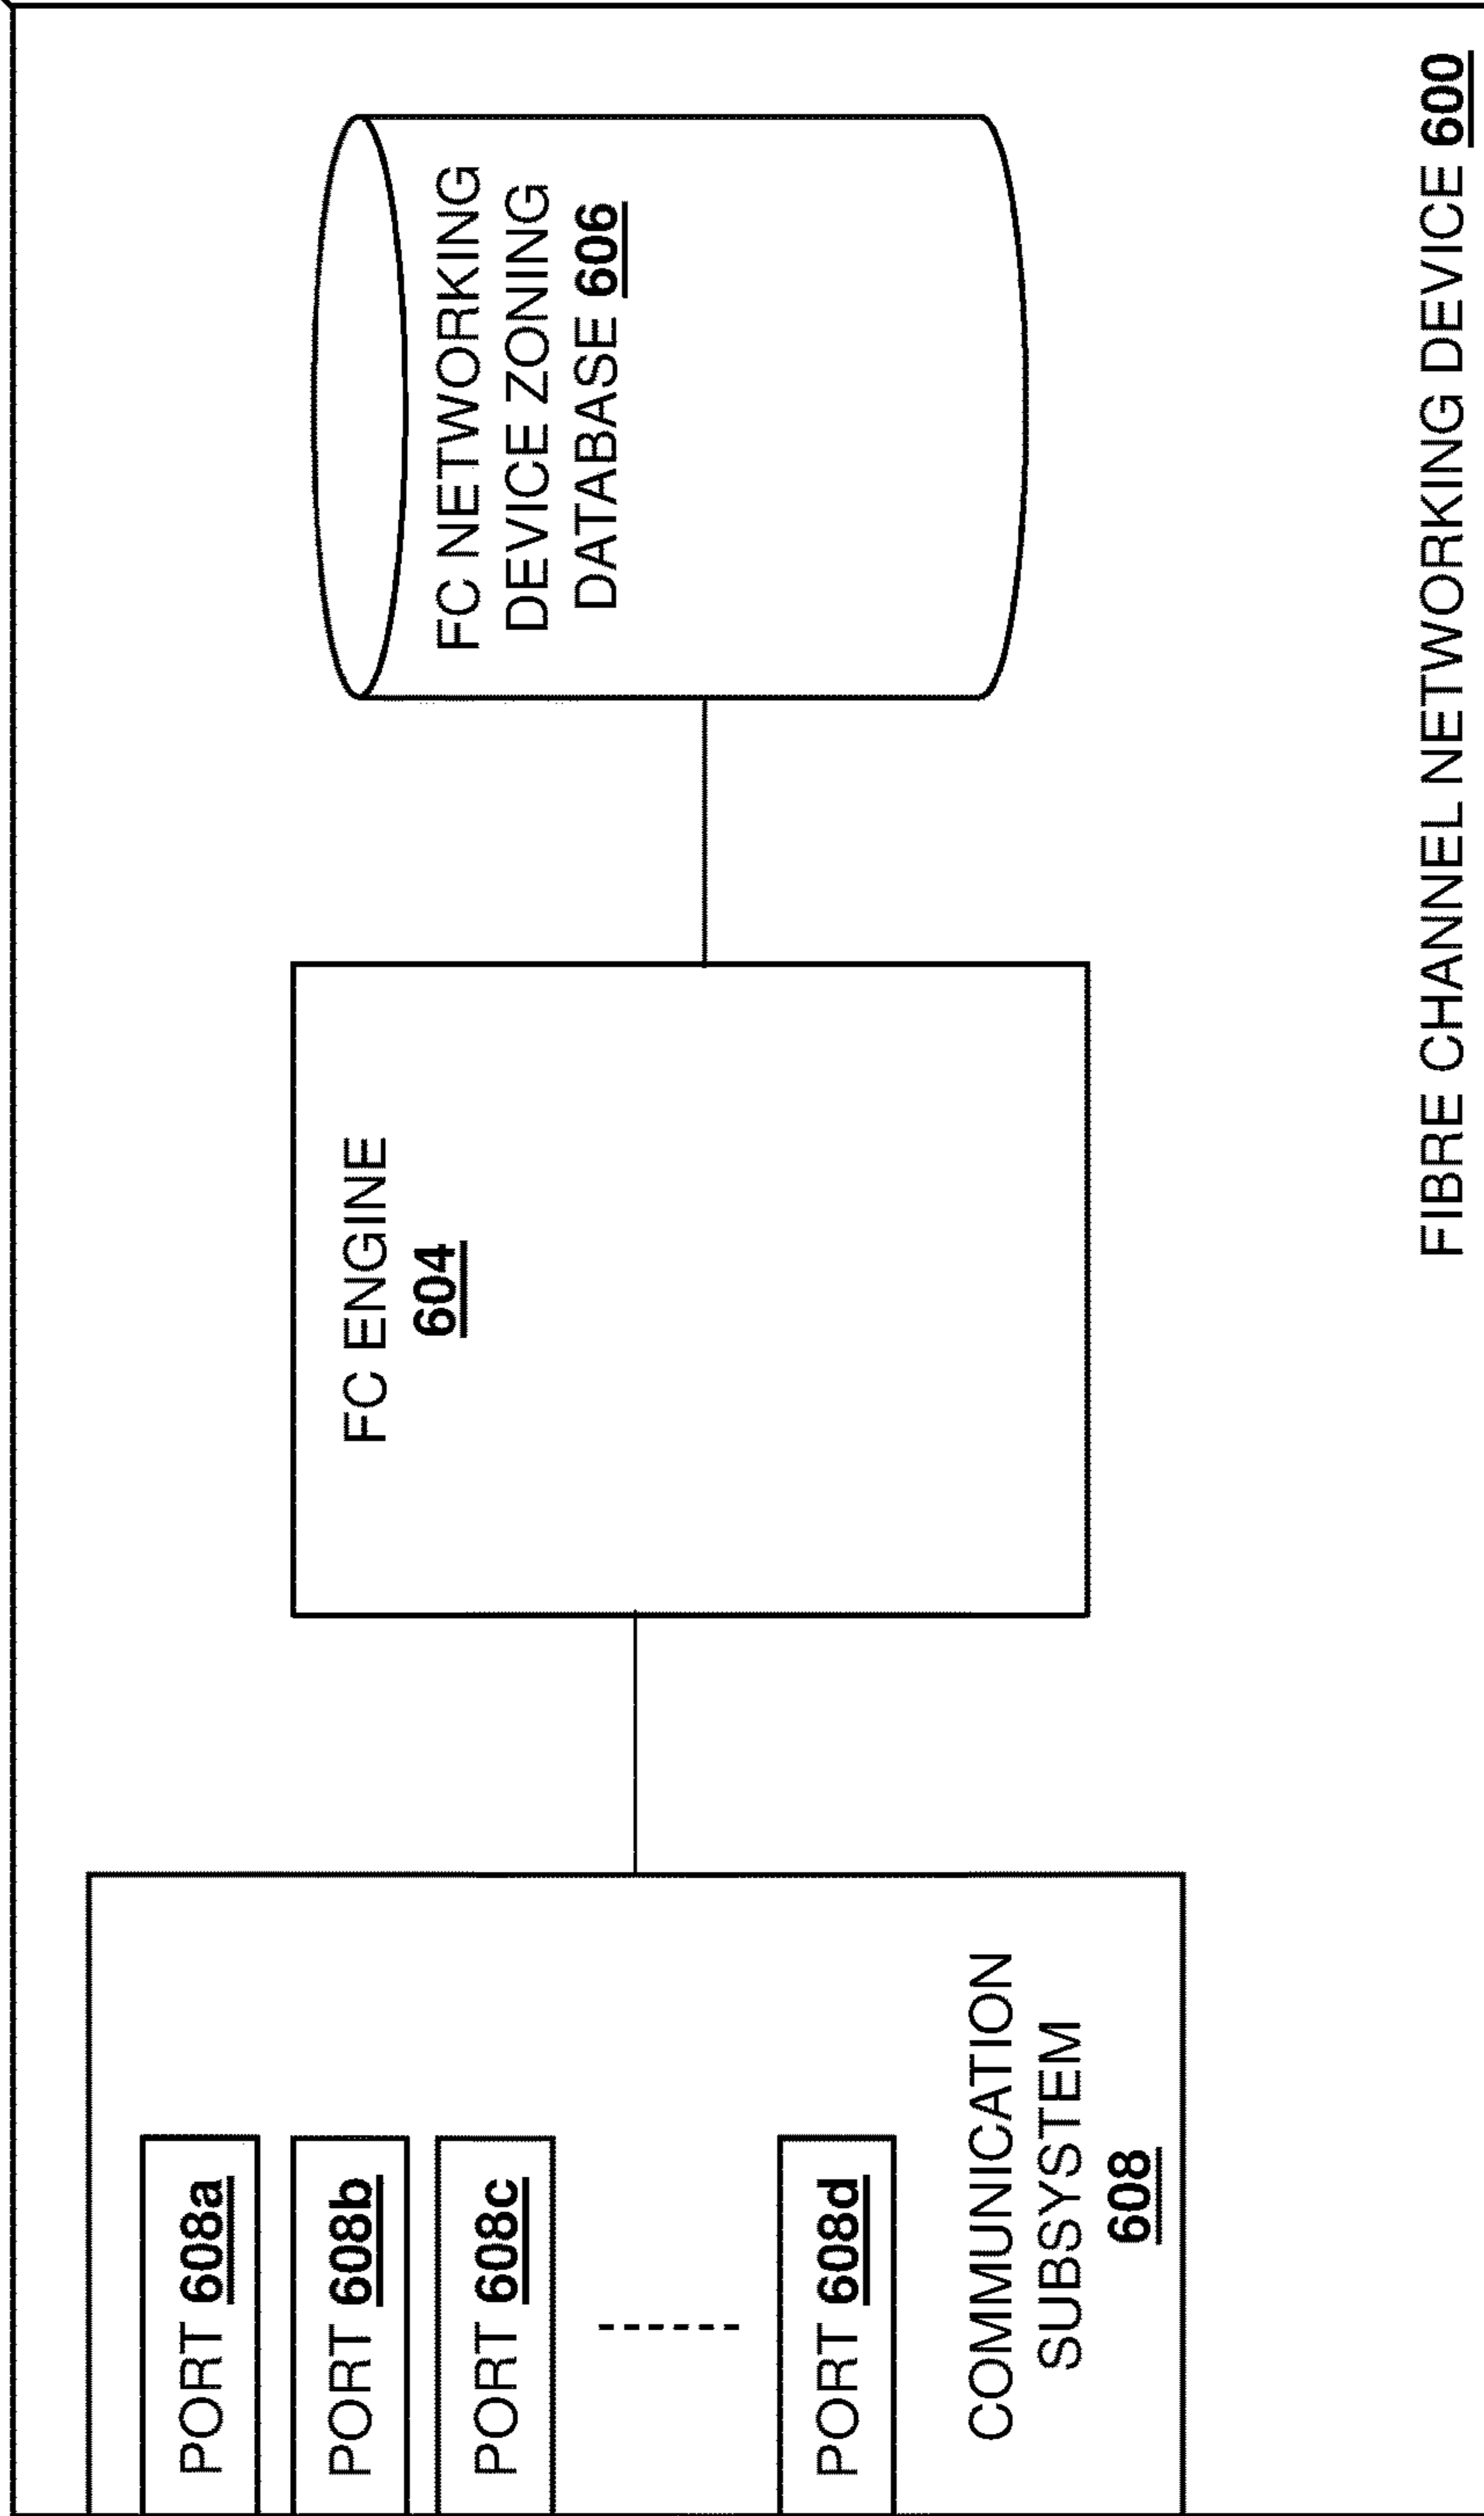 PORT 608a
PORT 608b
PORT 608c
PORT 608d
COMMUNICATION
SUBSYSTEM
608
FC ENGINE
604
FC NETWORKING
DEVICE ZONING
DATABASE 606
FIBRE CHANNEL NETWORKING DEVICE 600